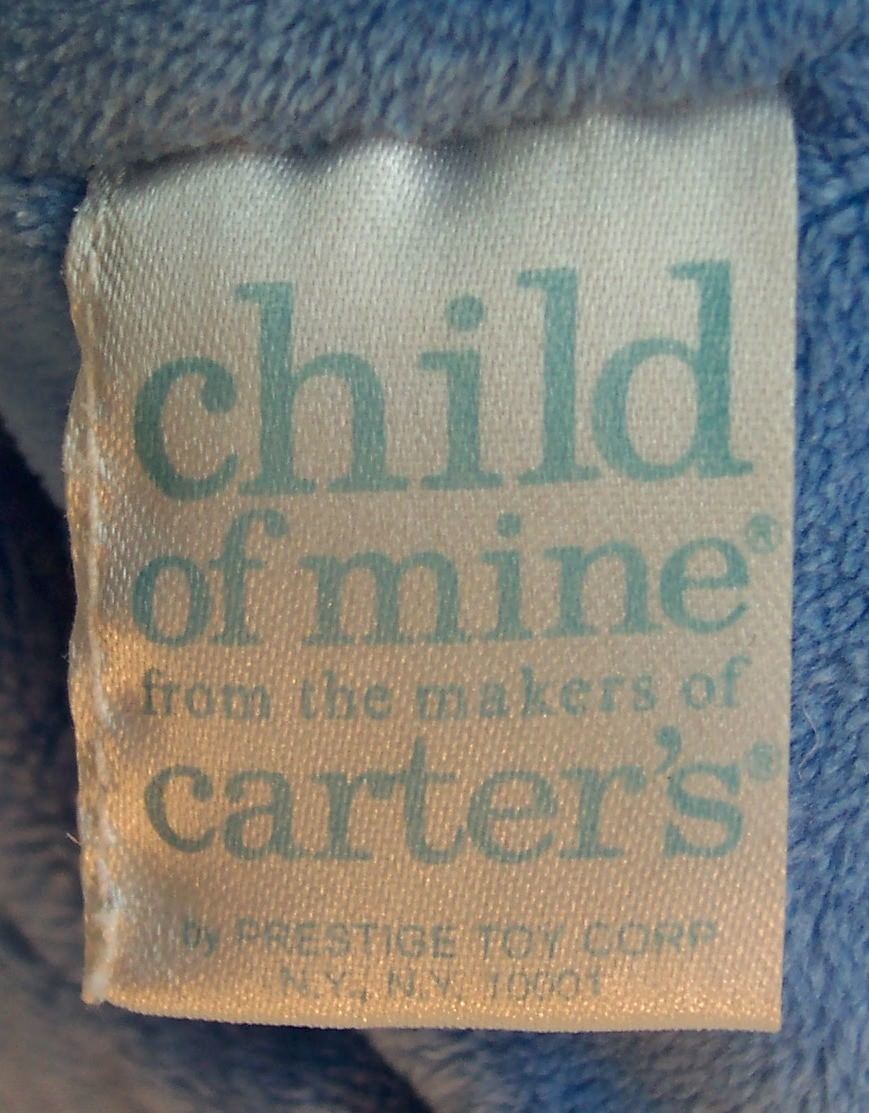 child
of mine®
from the makers of
carter's®
by PRESTIGE TOY CORP
N.Y., N.Y. 10001